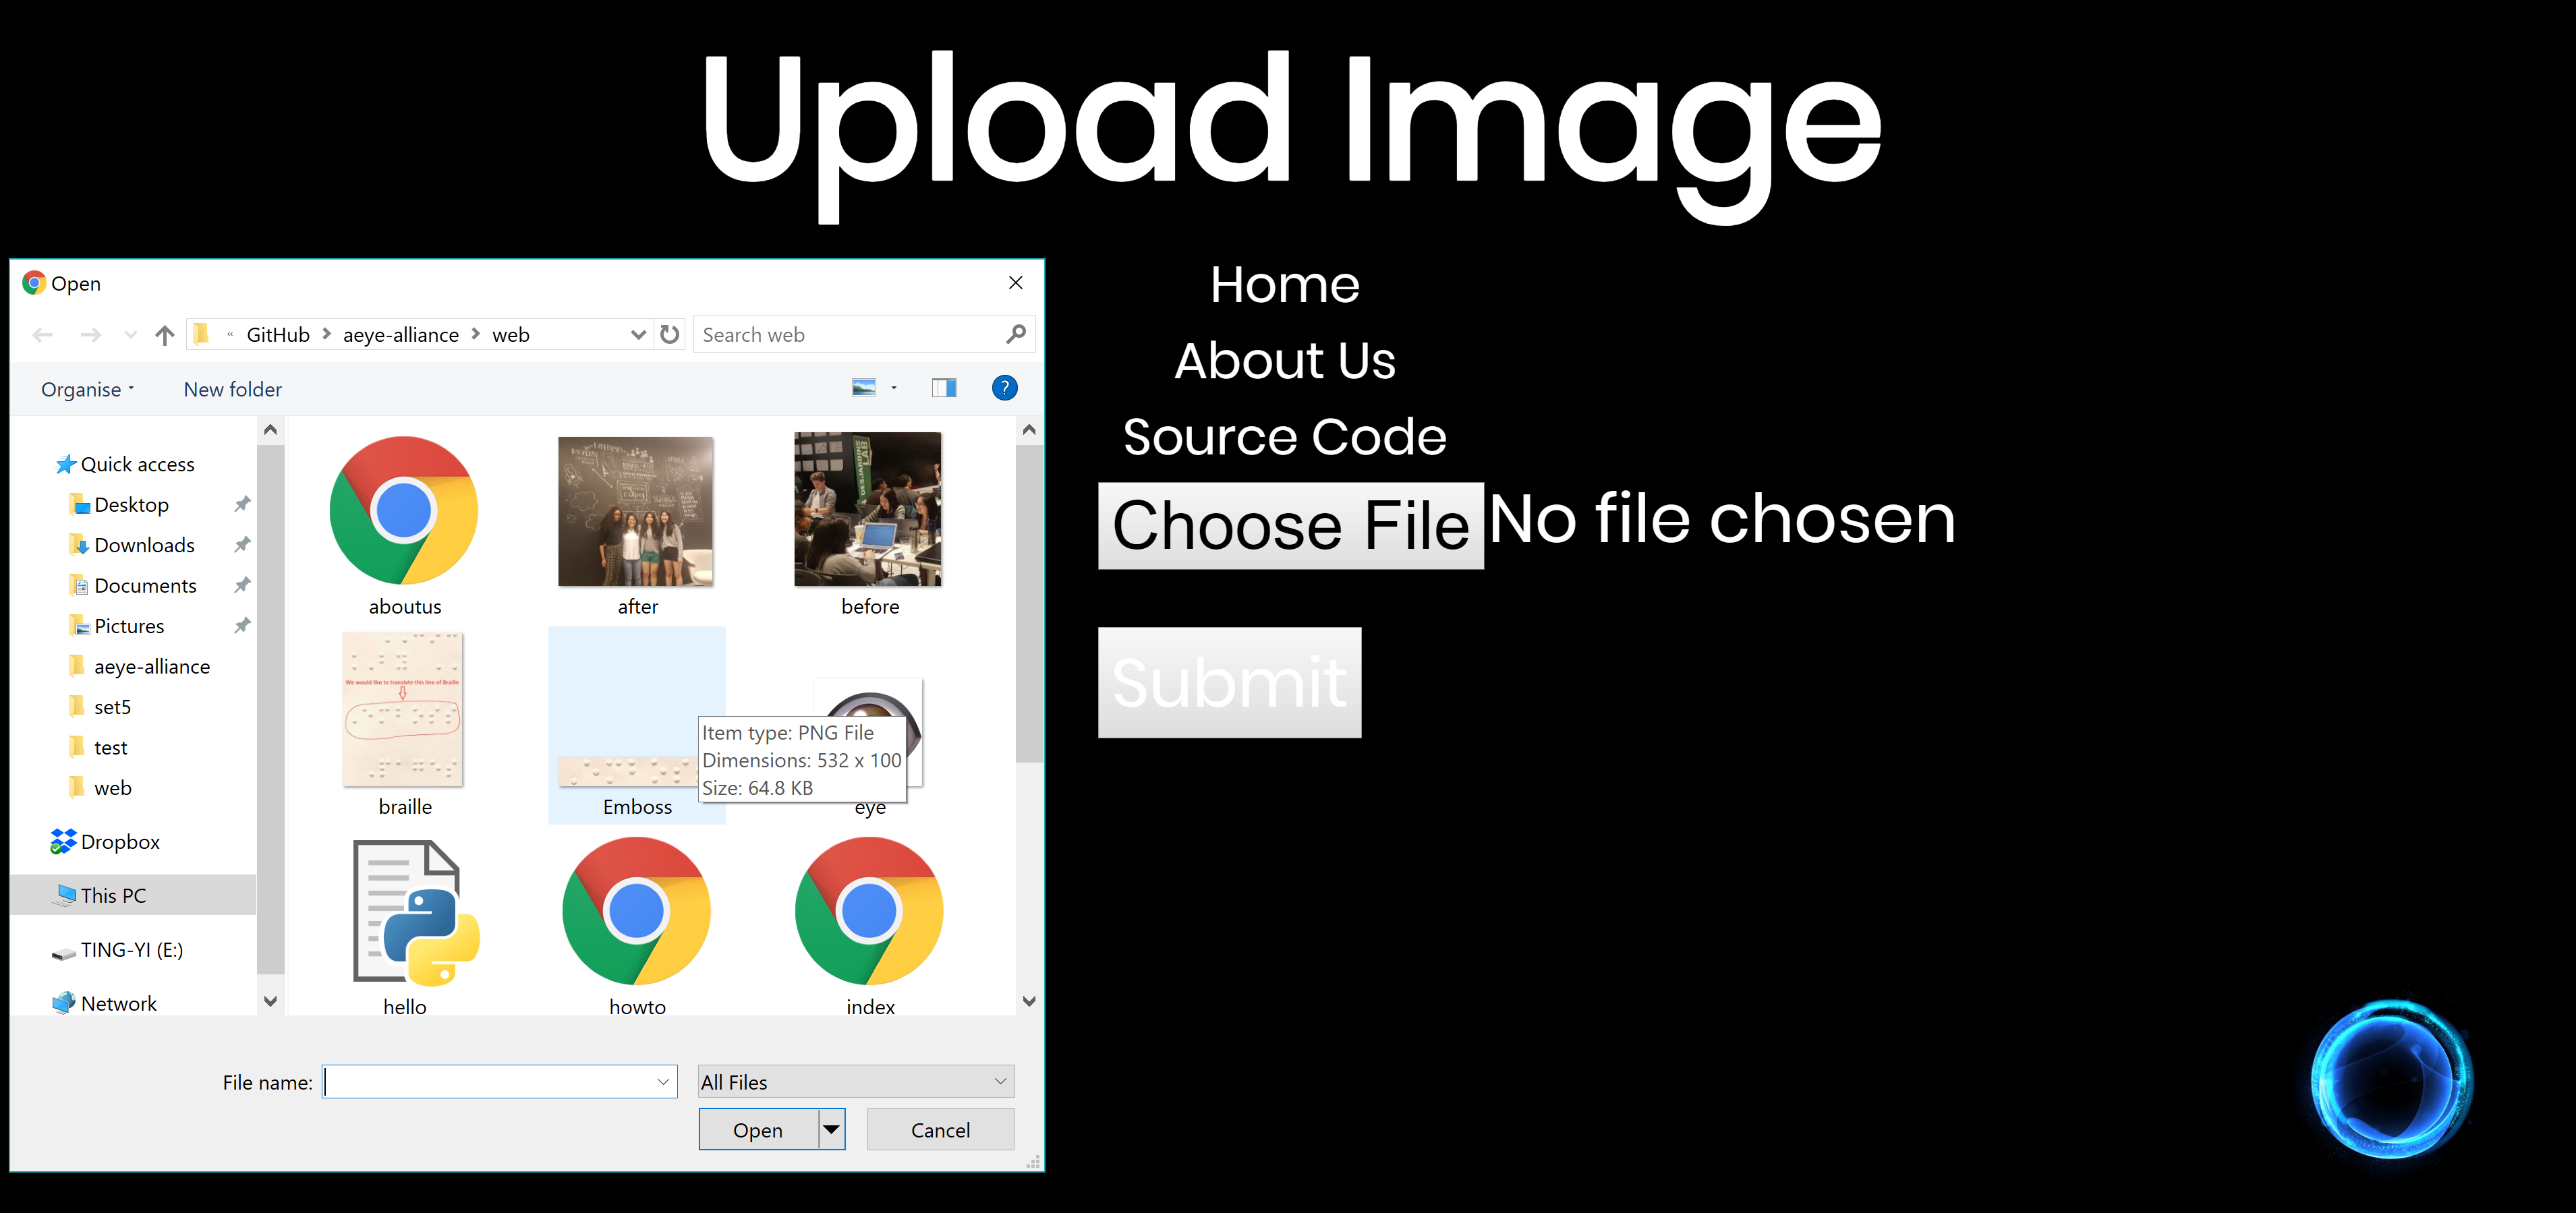 Upload Image
Open
« GitHub > aeye-alliance > web
Search web
Organise
New folder
?
Quick access
Desktop
Downloads
Documents
Pictures
aeye-alliance
set5
test
web
Dropbox
This PC
TING-YI (E:)
Network
DESJARDINS LAB
aboutus
after
before
We would like to translate this line of Braille
Item type: PNG File
Dimensions: 532 x 100
Size: 64.8 KB
braille
Emboss
eye
hello
howto
index
File name:
All Files
Open
Cancel
Home
About Us
Source Code
Choose File No file chosen
Submit